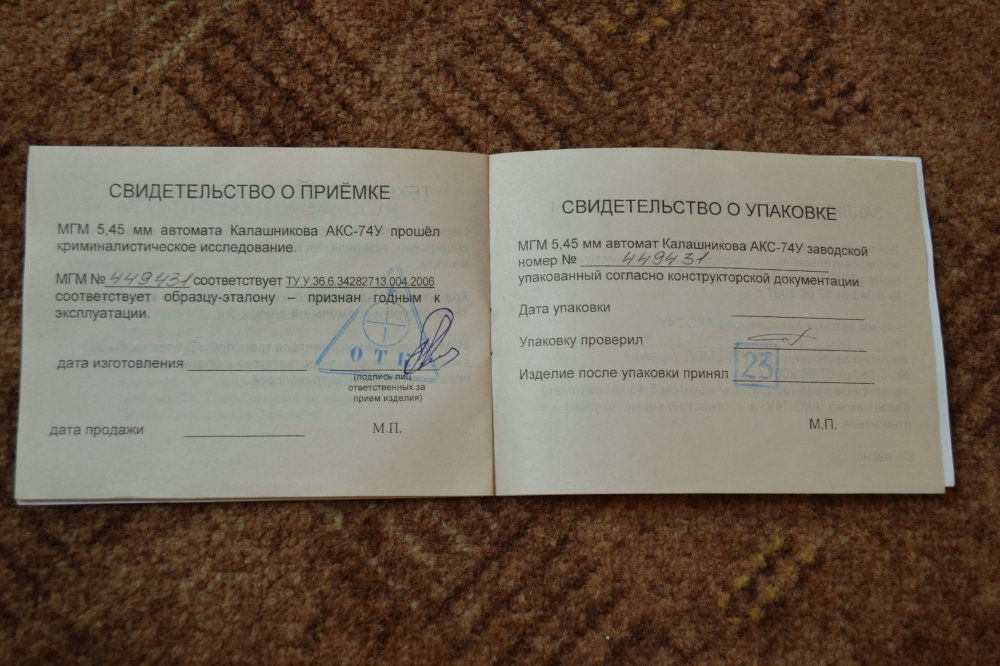 СВИДЕТЕЛЬСТВО О ПРИЁМКЕ
МГМ 5,45 мм автомата Калашникова АКС-74У прошёл
криминалистическое исследование.
МГМ № 449431 соответствует ТУ.У.36.6.34282713.004.2006
соответствует образцу-эталону – признан годным к
эксплуатации.
ОТК
дата изготовления
(подпись лиц
ответственных за
прием изделия)
дата продажи
М.П.
СВИДЕТЕЛЬСТВО О УПАКОВКЕ
МГМ 5,45 мм автомат Калашникова АКС-74У заводской
номер № 449431
упакованный согласно конструкторской документации.
Дата упаковки
Упаковку проверил
Изделие после упаковки принял 23
М.П.